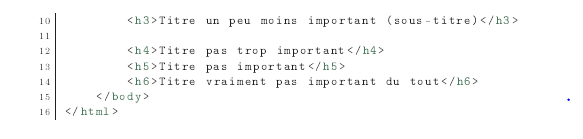 10 <h3>Titre un peu moins important (sous-titre)</h3>
11
12 <h4>Titre pas trop important</h4>
13 <h5>Titre pas important</h5>
14 <h6>Titre vraiment pas important du tout</h6>
15 </body>
16 </html>